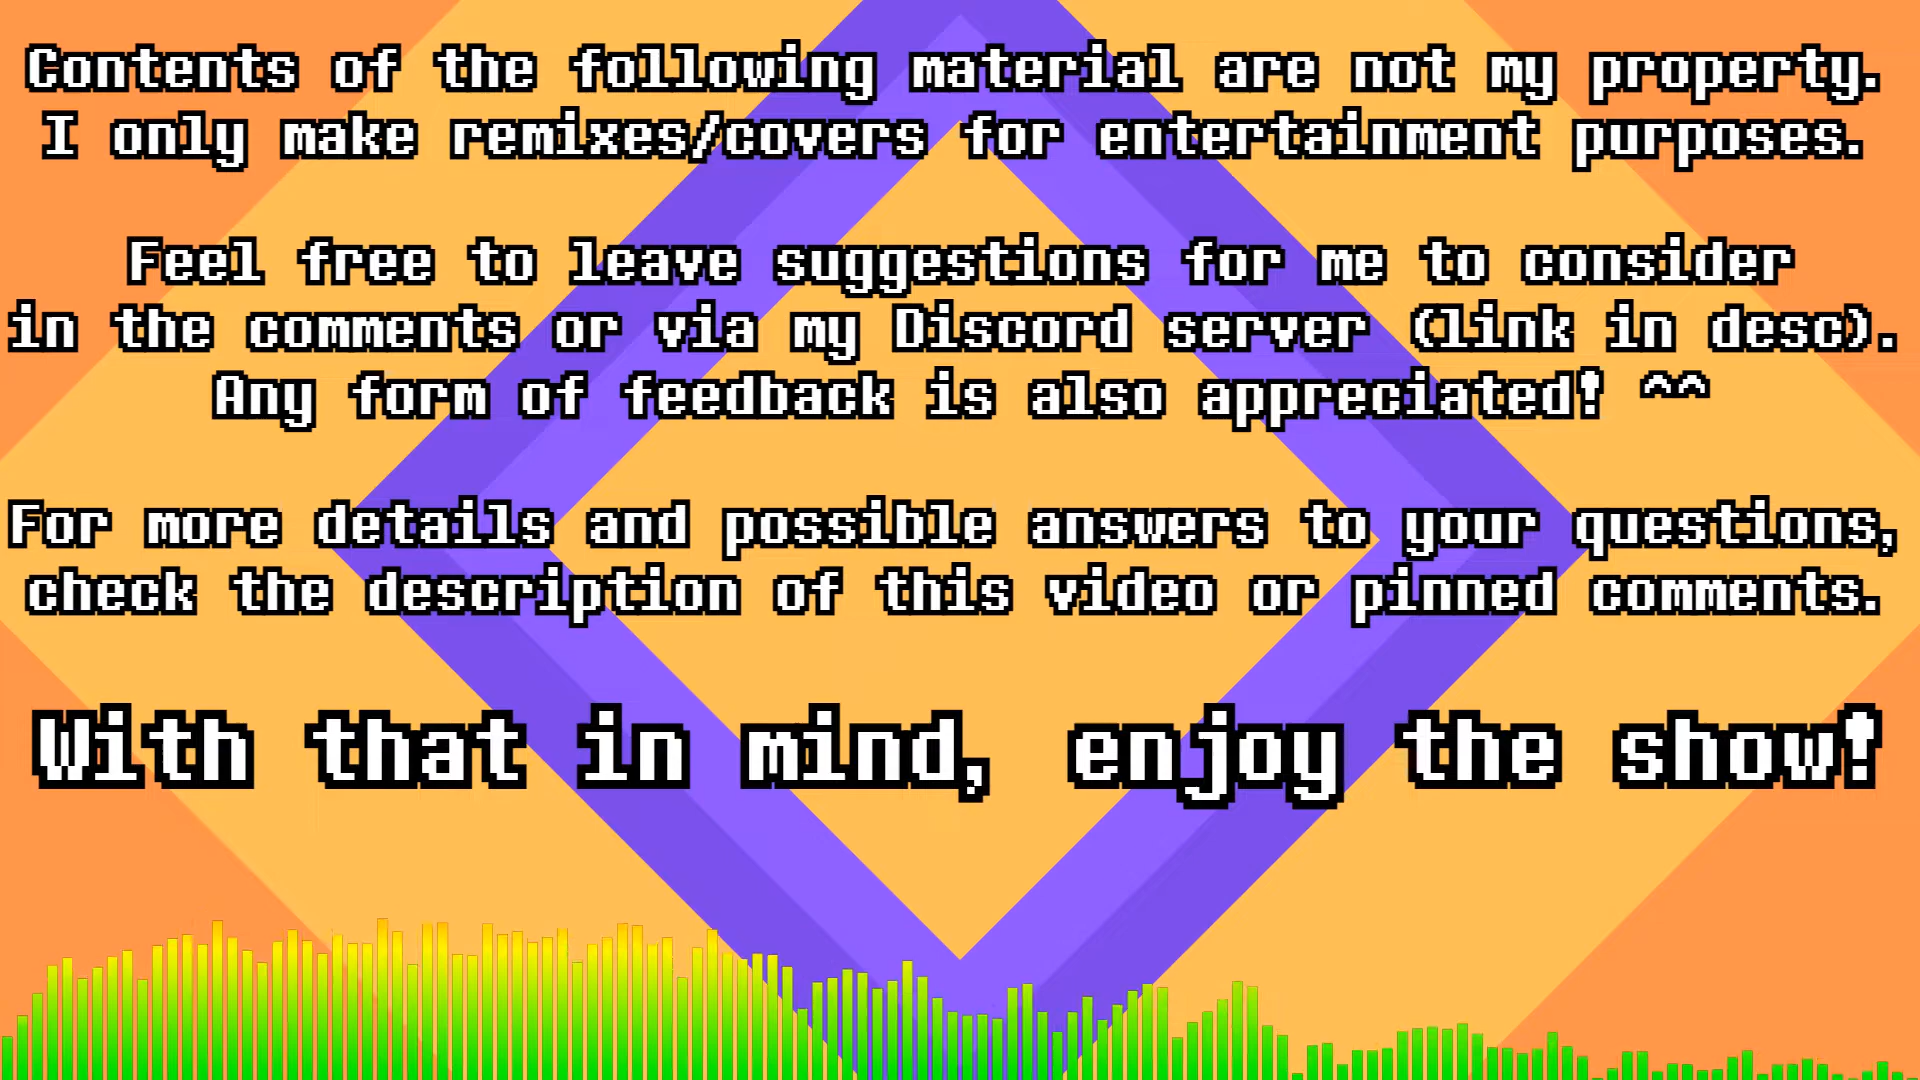 Contents of the following material are not my property.
I only make remixes/covers for entertainment purposes.
Feel free to leave suggestions for me to consider
in the comments or via my Discord server (link in desc).
Any form of feedback is also appreciated! ^^
For more details and possible answers to your questions,
check the description of this video or pinned comments.
With that in mind, enjoy the show!